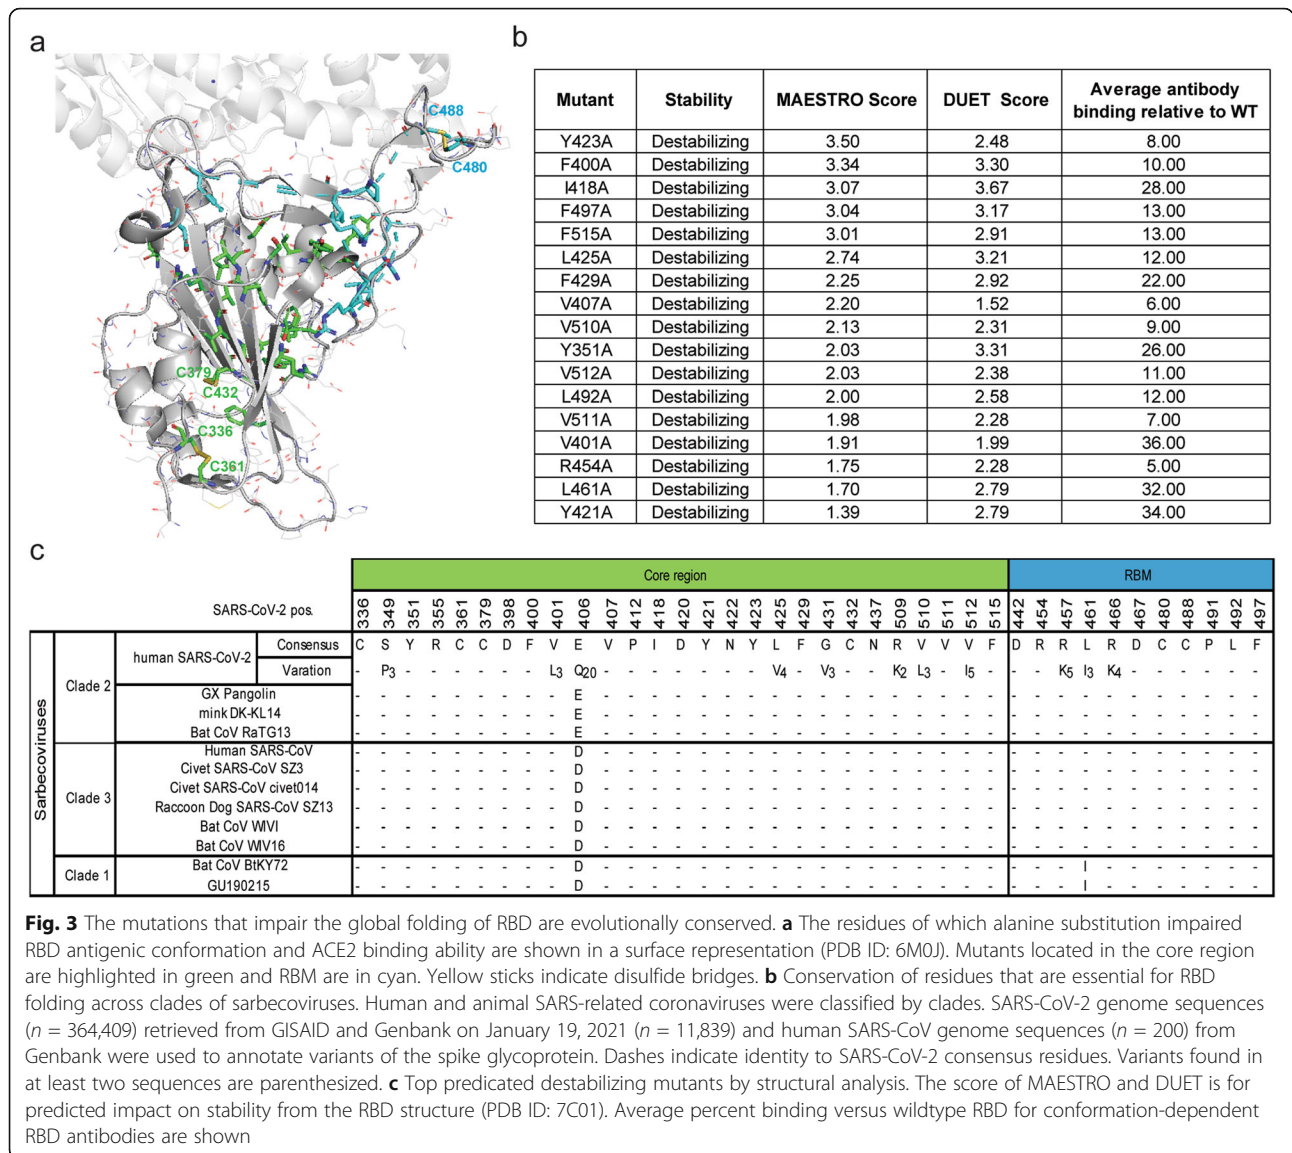 a
C488
C480
C379
C432
C336
C361
b
Mutant Stability MAESTRO Score DUET Score Average antibody binding relative to WT
Y423A Destabilizing 3.50 2.48 8.00
F400A Destabilizing 3.34 3.30 10.00
I418A Destabilizing 3.07 3.67 28.00
F497A Destabilizing 3.04 3.17 13.00
F515A Destabilizing 3.01 2.91 13.00
L425A Destabilizing 2.74 3.21 12.00
F429A Destabilizing 2.25 2.92 22.00
V407A Destabilizing 2.20 1.52 6.00
V510A Destabilizing 2.13 2.31 9.00
Y351A Destabilizing 2.03 3.31 26.00
V512A Destabilizing 2.03 2.38 11.00
L492A Destabilizing 2.00 2.58 12.00
V511A Destabilizing 1.98 2.28 7.00
V401A Destabilizing 1.91 1.99 36.00
R454A Destabilizing 1.75 2.28 5.00
L461A Destabilizing 1.70 2.79 32.00
Y421A Destabilizing 1.39 2.79 34.00
c
Core region RBM
SARS-CoV-2 pos. 336 349 351 355 361 379 398 400 401 406 407 412 418 420 421 422 423 425 429 431 432 437 509 510 511 512 515 442 454 457 461 466 467 480 488 491 492 497
Sarbecoviruses
Clade 2
human SARS-CoV-2
Consensus C S Y R C C D F V E V P I D Y N Y L F G C N R V V V F D R R L R D C C P L F
Varation - P3 - - - - - - L3 Q20 - - - - - - - V4 - V3 - - K2 L3 - I5 - - - K5 I3 K4 - - - - - -
GX Pangolin - - - - - - - - - E - - - - - - - - - - - - - - - - - - - - - - - - - - - -
mink DK-KL14 - - - - - - - - - E - - - - - - - - - - - - - - - - - - - - - - - - - - - -
Bat CoV RaTG13 - - - - - - - - - E - - - - - - - - - - - - - - - - - - - - - - - - - - - -
Clade 3
Human SARS-CoV - - - - - - - - - D - - - - - - - - - - - - - - - - - - - - - - - - - - - -
Civet SARS-CoV SZ3 - - - - - - - - - D - - - - - - - - - - - - - - - - - - - - - - - - - - - -
Civet SARS-CoV civet014 - - - - - - - - - D - - - - - - - - - - - - - - - - - - - - - - - - - - - -
Raccoon Dog SARS-CoV SZ13 - - - - - - - - - D - - - - - - - - - - - - - - - - - - - - - - - - - - - -
Bat CoV WIVI - - - - - - - - - D - - - - - - - - - - - - - - - - - - - - - - - - - - - -
Bat CoV WIV16 - - - - - - - - - D - - - - - - - - - - - - - - - - - - - - - - - - - - - -
Clade 1
Bat CoV BtKY72 - - - - - - - - - D - - - - - - - - - - - - - - - - - - - - I - - - - - - -
GU190215 - - - - - - - - - D - - - - - - - - - - - - - - - - - - - - I - - - - - - -
Fig. 3 The mutations that impair the global folding of RBD are evolutionally conserved. a The residues of which alanine substitution impaired
RBD antigenic conformation and ACE2 binding ability are shown in a surface representation (PDB ID: 6M0J). Mutants located in the core region
are highlighted in green and RBM are in cyan. Yellow sticks indicate disulfide bridges. b Conservation of residues that are essential for RBD
folding across clades of sarbecoviruses. Human and animal SARS-related coronaviruses were classified by clades. SARS-CoV-2 genome sequences
(n = 364,409) retrieved from GISAID and Genbank on January 19, 2021 (n = 11,839) and human SARS-CoV genome sequences (n = 200) from
Genbank were used to annotate variants of the spike glycoprotein. Dashes indicate identity to SARS-CoV-2 consensus residues. Variants found in
at least two sequences are parenthesized. c Top predicated destabilizing mutants by structural analysis. The score of MAESTRO and DUET is for
predicted impact on stability from the RBD structure (PDB ID: 7C01). Average percent binding versus wildtype RBD for conformation-dependent
RBD antibodies are shown